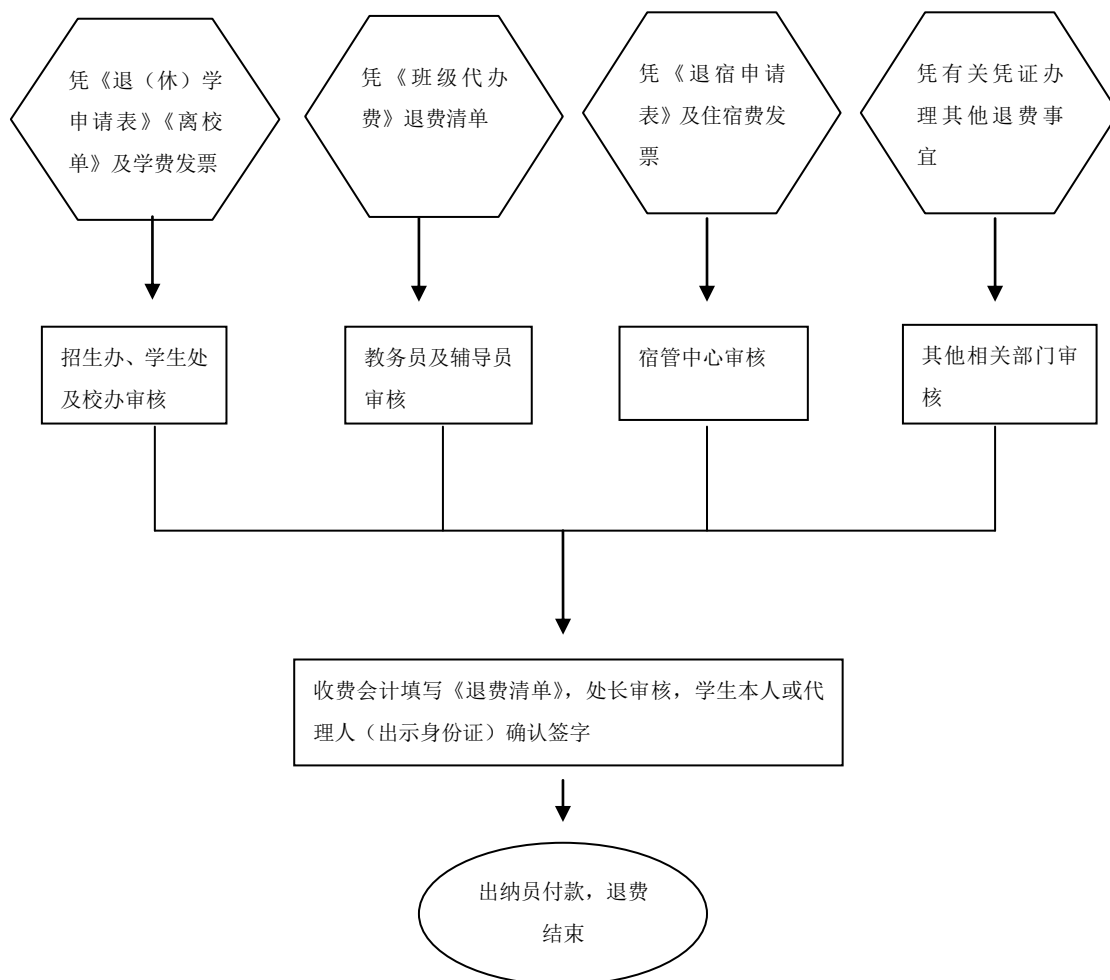 凭《退（休）学
申请表》《离校
单》及学费发票
凭《班级代办
费》退费清单
凭《退宿申请
表》及住宿费发
票
凭有关凭证办
理其他退费事
宜
招生办、学生处
及校办审核
教务员及辅导员
审核
宿管中心审核
其他相关部门审
核
收费会计填写《退费清单》，处长审核，学生本人或代
理人（出示身份证）确认签字
出纳员付款，退费
结束